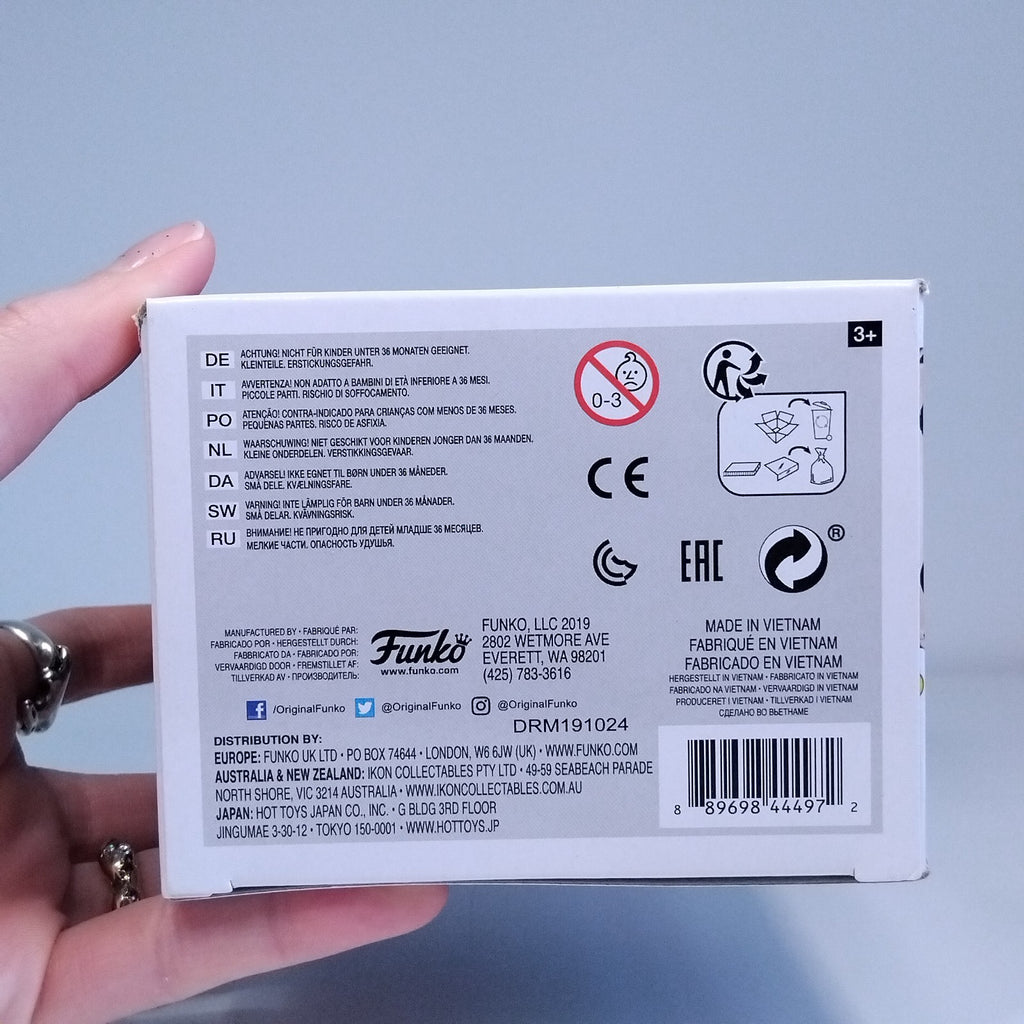 3+
DE
ACHTUNG! NICHT FÜR KINDER UNTER 36 MONATEN GEEIGNET.
KLEINTEILE. ERSTICKUNGSGEFAHR.
IT
AVVERTENZA! NON ADATTO A BAMBINI DI ETÀ INFERIORE A 36 MESI.
PICCOLE PARTI. RISCHIO DI SOFFOCAMENTO.
PO
ATENÇÃO! CONTRA-INDICADO PARA CRIANÇAS COM MENOS DE 36 MESES.
PEQUENAS PARTES. RISCO DE ASFIXIA.
NL
WAARSCHUWING! NIET GESCHIKT VOOR KINDEREN JONGER DAN 36 MAANDEN.
KLEINE ONDERDELEN. VERSTIKKINGSGEVAAR.
DA
ADVARSEL! IKKE EGNET TIL BØRN UNDER 36 MÅNEDER.
SMÅ DELE. KVÆLNINGSFARE.
SW
VARNING! INTE LÄMPLIG FÖR BARN UNDER 36 MÅNADER.
SMÅ DELAR. KVÄVNINGSRISK.
RU
ВНИМАНИЕ! НЕ ПРИГОДНО ДЛЯ ДЕТЕЙ МЛАДШЕ 36 МЕСЯЦЕВ.
МЕЛКИЕ ЧАСТИ. ОПАСНОСТЬ УДУШЬЯ.
0-3
CE
EAC
®
MANUFACTURED BY • FABRIQUÉ PAR:
FABRICADO POR • HERGESTELLT DURCH:
FABBRICATO DA • FABRICADO POR:
VERVAARDIGD DOOR • FREMSTILLET AF:
TILLVERKAD AV • ПРОИЗВОДИТЕЛЬ:
Funko
www.funko.com
FUNKO, LLC 2019
2802 WETMORE AVE
EVERETT, WA 98201
(425) 783-3616
MADE IN VIETNAM
FABRIQUÉ EN VIETNAM
FABRICADO EN VIETNAM
HERGESTELLT IN VIETNAM • FABBRICATO IN VIETNAM
FABRICADO NA VIETNAM • VERVAARDIGD IN VIETNAM
PRODUCERET I VIETNAM • TILLVERKAD I VIETNAM
СДЕЛАНО ВО ВЬЕТНАМЕ
/OriginalFunko @OriginalFunko @OriginalFunko
DRM191024
DISTRIBUTION BY:
EUROPE: FUNKO UK LTD • PO BOX 74644 • LONDON, W6 6JW (UK) • WWW.FUNKO.COM
AUSTRALIA & NEW ZEALAND: IKON COLLECTABLES PTY LTD • 49-59 SEABEACH PARADE
NORTH SHORE, VIC 3214 AUSTRALIA • WWW.IKONCOLLECTABLES.COM.AU
JAPAN: HOT TOYS JAPAN CO., INC. • G BLDG 3RD FLOOR
JINGUMAE 3-30-12 • TOKYO 150-0001 • WWW.HOTTOYS.JP
8 89698 44497 2